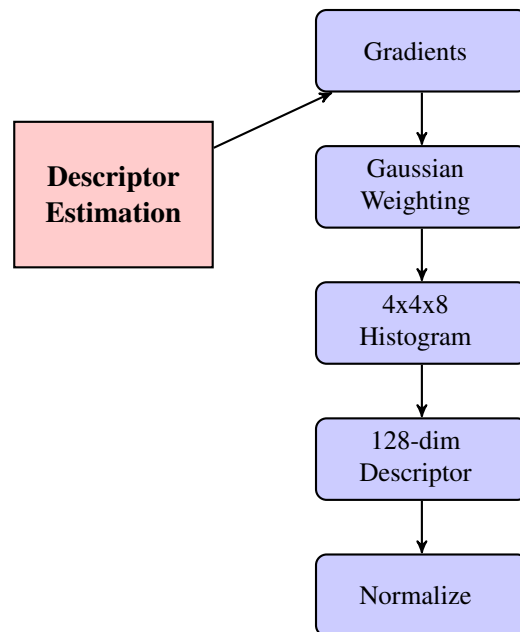 Gradients
Descriptor
Estimation
Gaussian
Weighting
4x4x8
Histogram
128-dim
Descriptor
Normalize